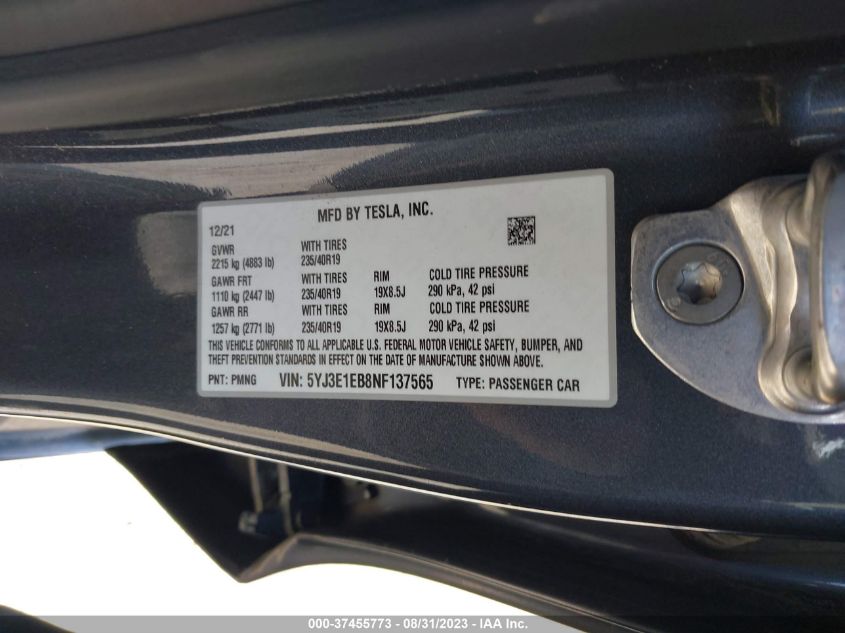 MFD BY TESLA, INC.
12/21
GVWR WITH TIRES
2215 kg (4883 lb) 235/40R19
GAWR FRT WITH TIRES RIM COLD TIRE PRESSURE
1110 kg (2447 lb) 235/40R19 19X8.5J 290 kPa, 42 psi
GAWR RR WITH TIRES RIM COLD TIRE PRESSURE
1257 kg (2771 lb) 235/40R19 19X8.5J 290 kPa, 42 psi
THIS VEHICLE CONFORMS TO ALL APPLICABLE U.S. FEDERAL MOTOR VEHICLE SAFETY, BUMPER, AND
THEFT PREVENTION STANDARDS IN EFFECT ON THE DATE OF MANUFACTURE SHOWN ABOVE.
PNT: PMNG VIN: 5YJ3E1EB8NF137565 TYPE: PASSENGER CAR
000-37455773 - 08/31/2023 - IAA Inc.